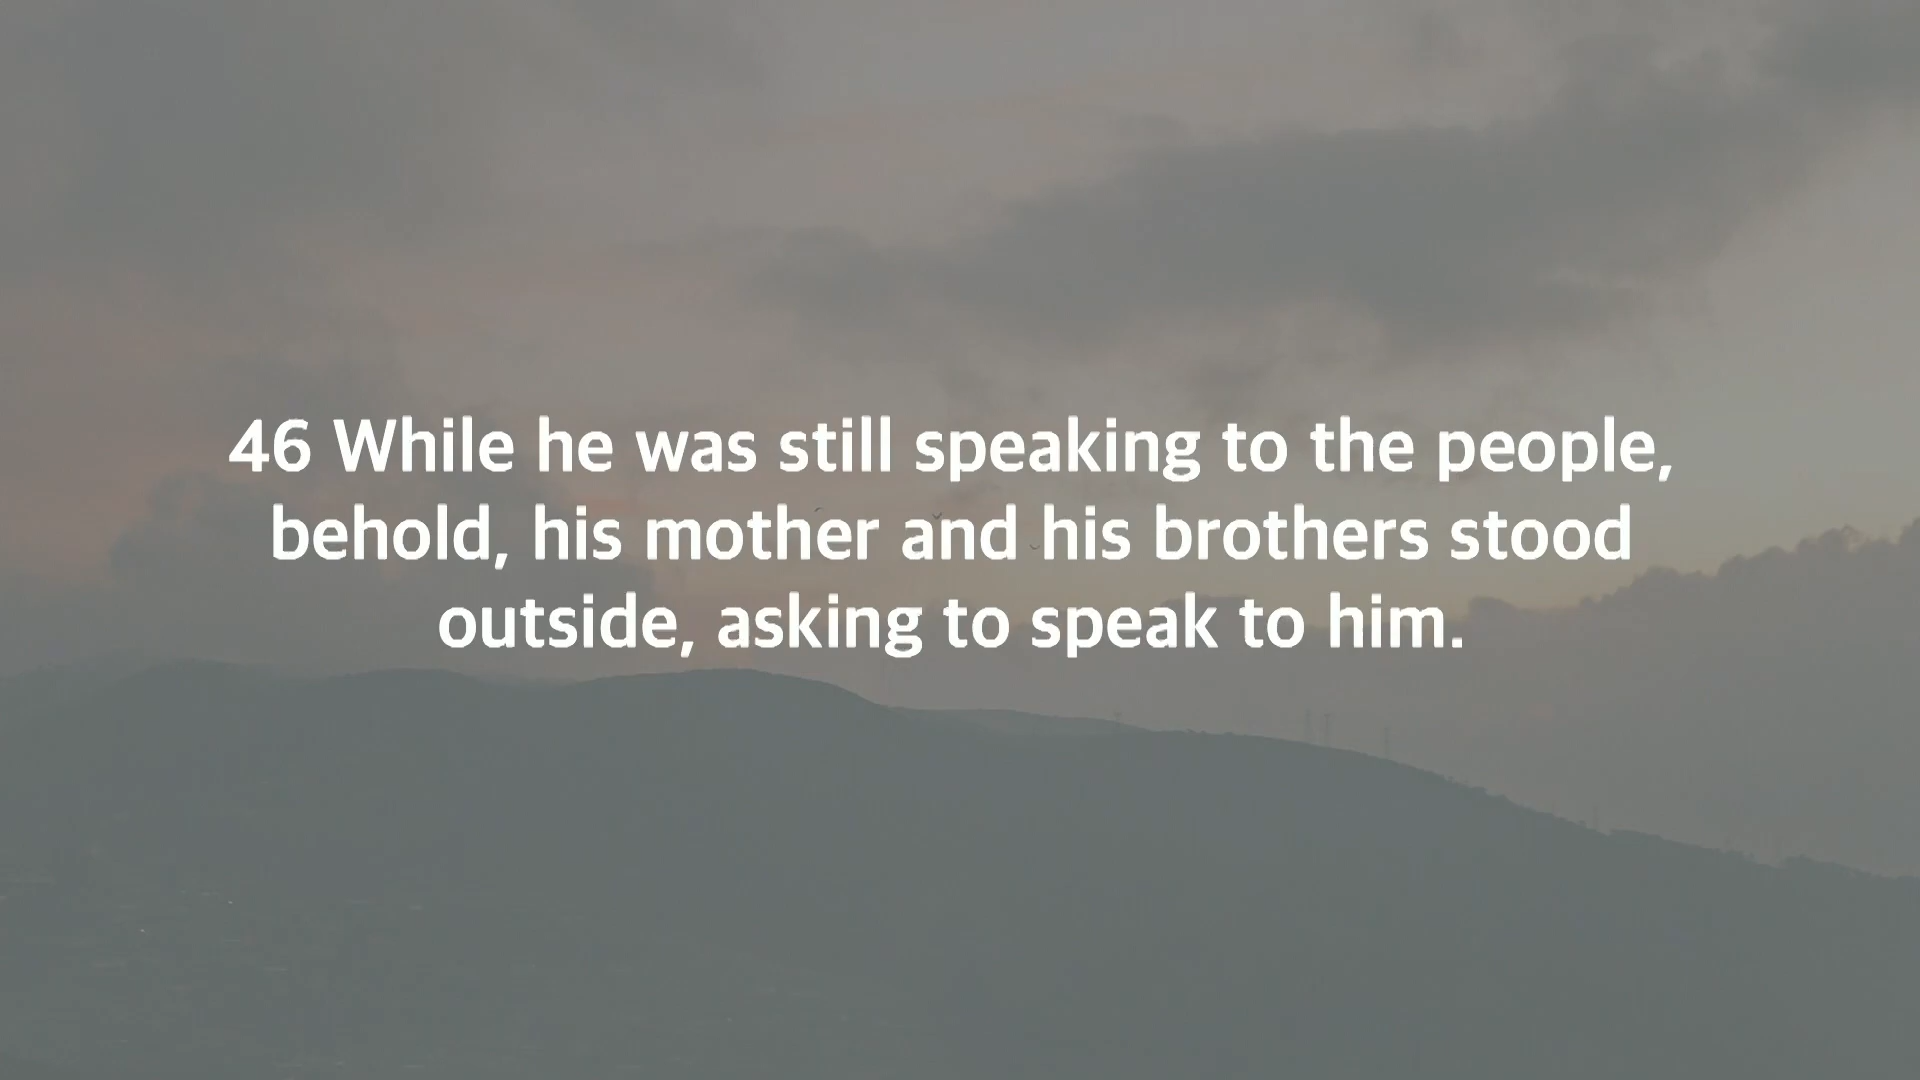 46 While he was still speaking to the people,
behold, his mother and his brothers stood
outside, asking to speak to him.